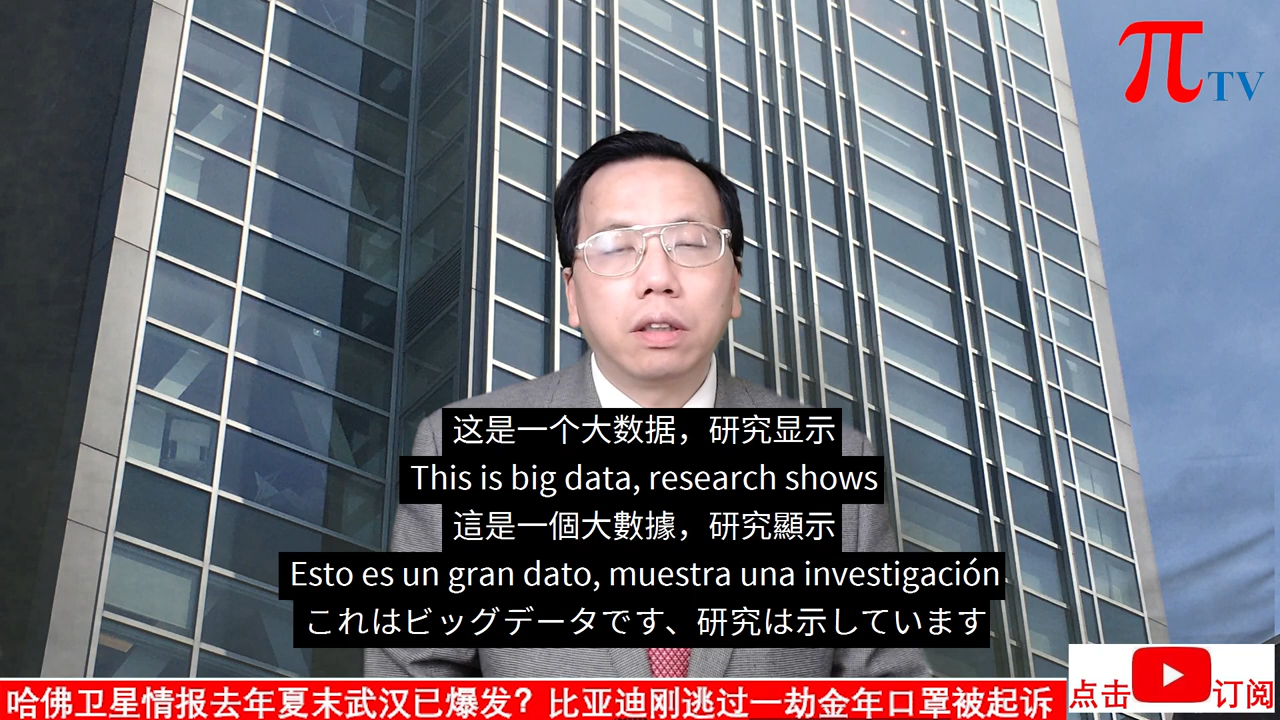 π TV
这是一个大数据，研究显示
This is big data, research shows
這是一個大數據，研究顯示
Esto es un gran dato, muestra una investigación
これはビッグデータです、研究は示しています
哈佛卫星情报去年夏末武汉已爆发？比亚迪刚逃过一劫金年口罩被起诉
点击 订阅